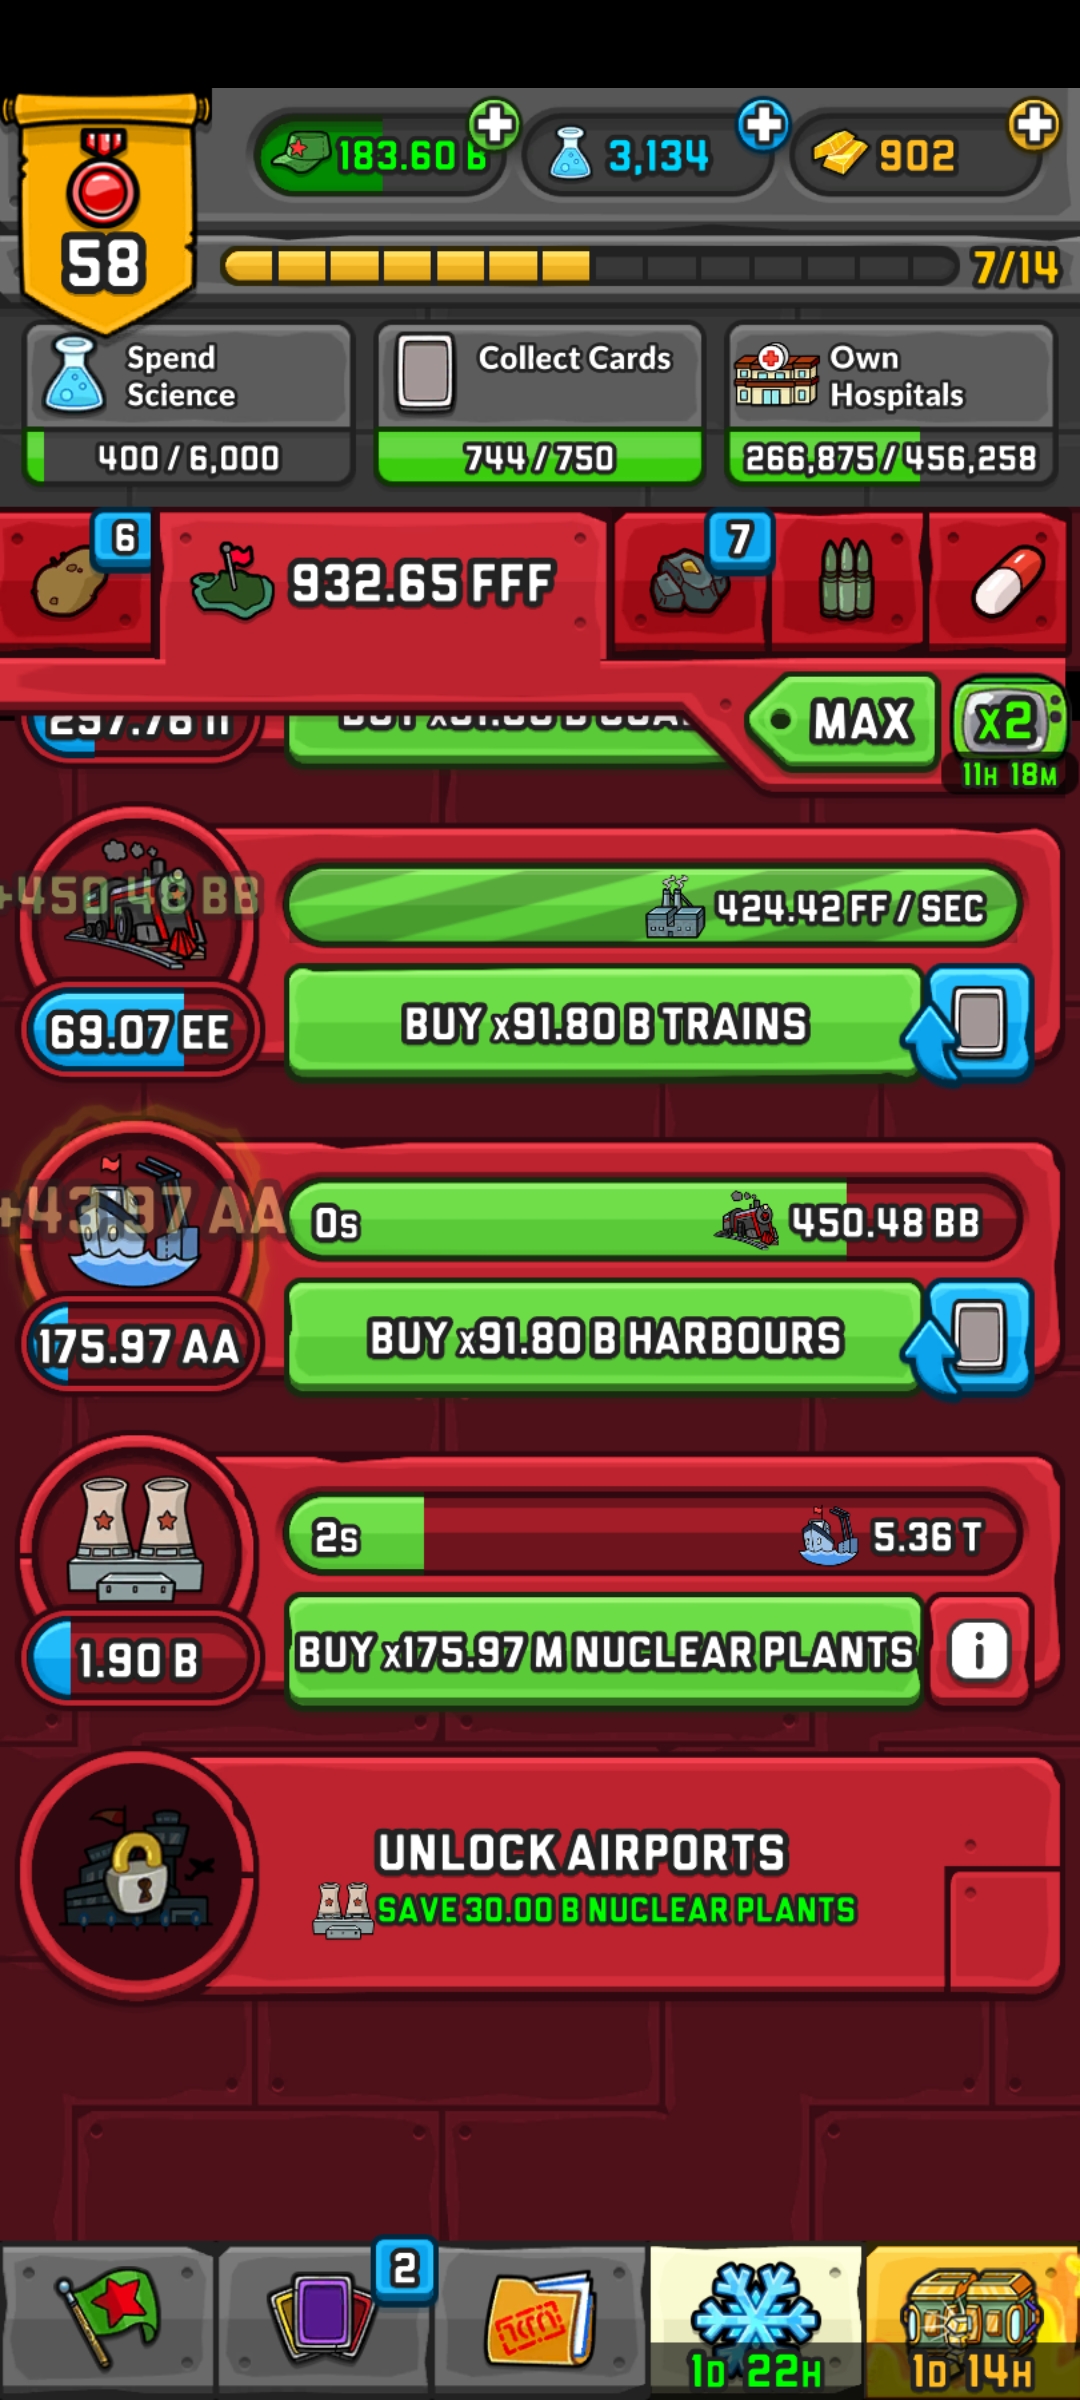 58
183.60 B
3,134
902
7/14
Spend
Science
400 / 6,000
Collect Cards
744 / 750
Own
Hospitals
266,875 / 456,258
6
932.65 FFF
7
MAX
x2
11H 18M
+450.48 BB
424.42 FF / SEC
69.07 EE
BUY x91.80 B TRAINS
+43.97 AA
0s
450.48 BB
175.97 AA
BUY x91.80 B HARBOURS
2s
5.36 T
1.90 B
BUY x175.97 M NUCLEAR PLANTS
i
UNLOCK AIRPORTS
SAVE 30.00 B NUCLEAR PLANTS
2
1D 22H
1D 14H